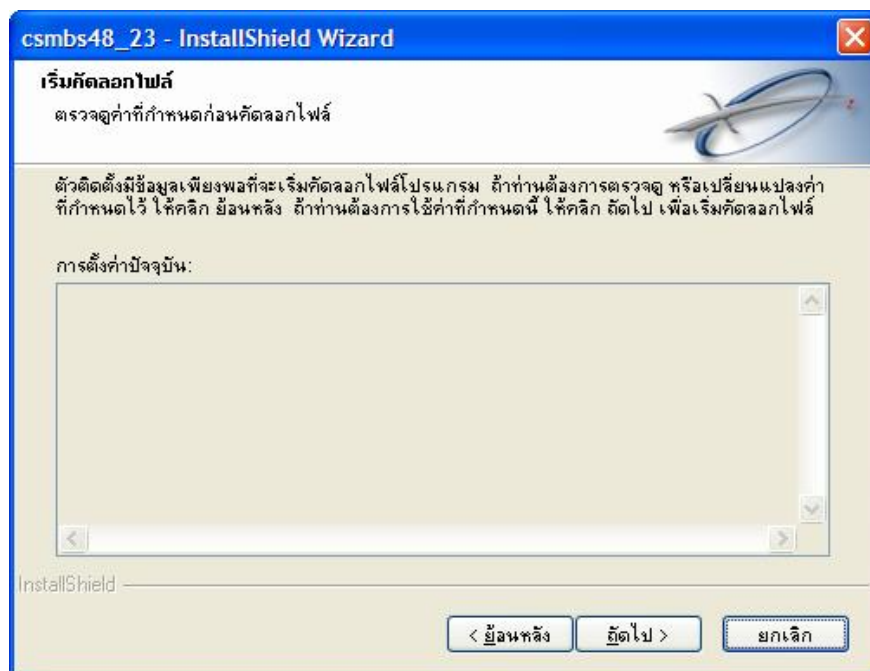 csmbs48_23 - InstallShield Wizard
เริ่มคัดลอกไฟล์
ตรวจดูค่าที่กำหนดก่อนคัดลอกไฟล์
ตัวติดตั้งมีข้อมูลเพียงพอที่จะเริ่มคัดลอกไฟล์โปรแกรม ถ้าท่านต้องการตรวจดู หรือเปลี่ยนแปลงค่า
ที่กำหนดไว้ ให้คลิก ย้อนหลัง ถ้าท่านต้องการใช้ค่าที่กำหนดนี้ ให้คลิก ถัดไป เพื่อเริ่มคัดลอกไฟล์
การตั้งค่าปัจจุบัน:
InstallShield
< ย้อนหลัง ถัดไป > ยกเลิก